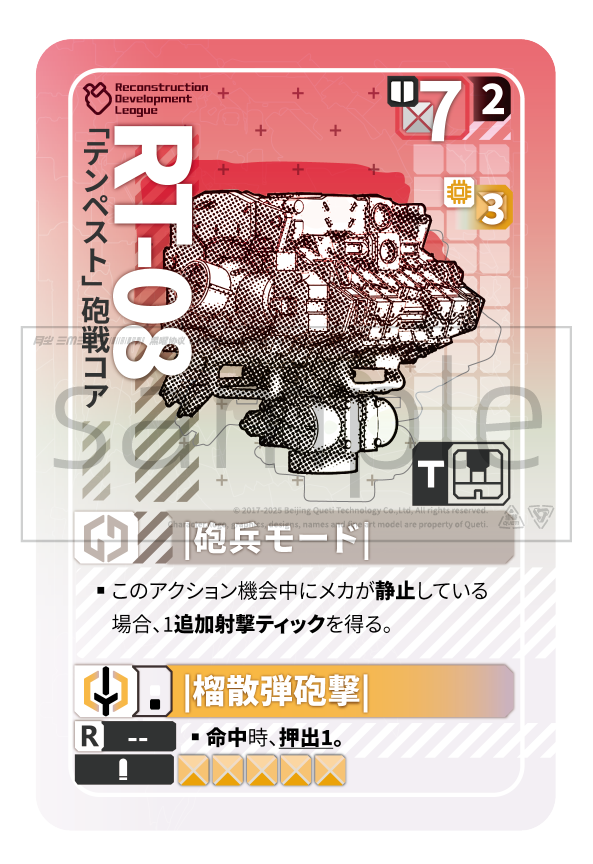 Reconstruction
Development
League
7
2
3
RT-08
「テンペスト」砲戦コア
sample
T
© 2017-2025 Beijing Queti Technology Co.,Ltd, All rights reserved.
|砲兵モード|
▪ このアクション機会中にメカが静止している
場合、1追加射撃ティックを得る。
|榴散弾砲撃|
R --
▪ 命中時、押出1。